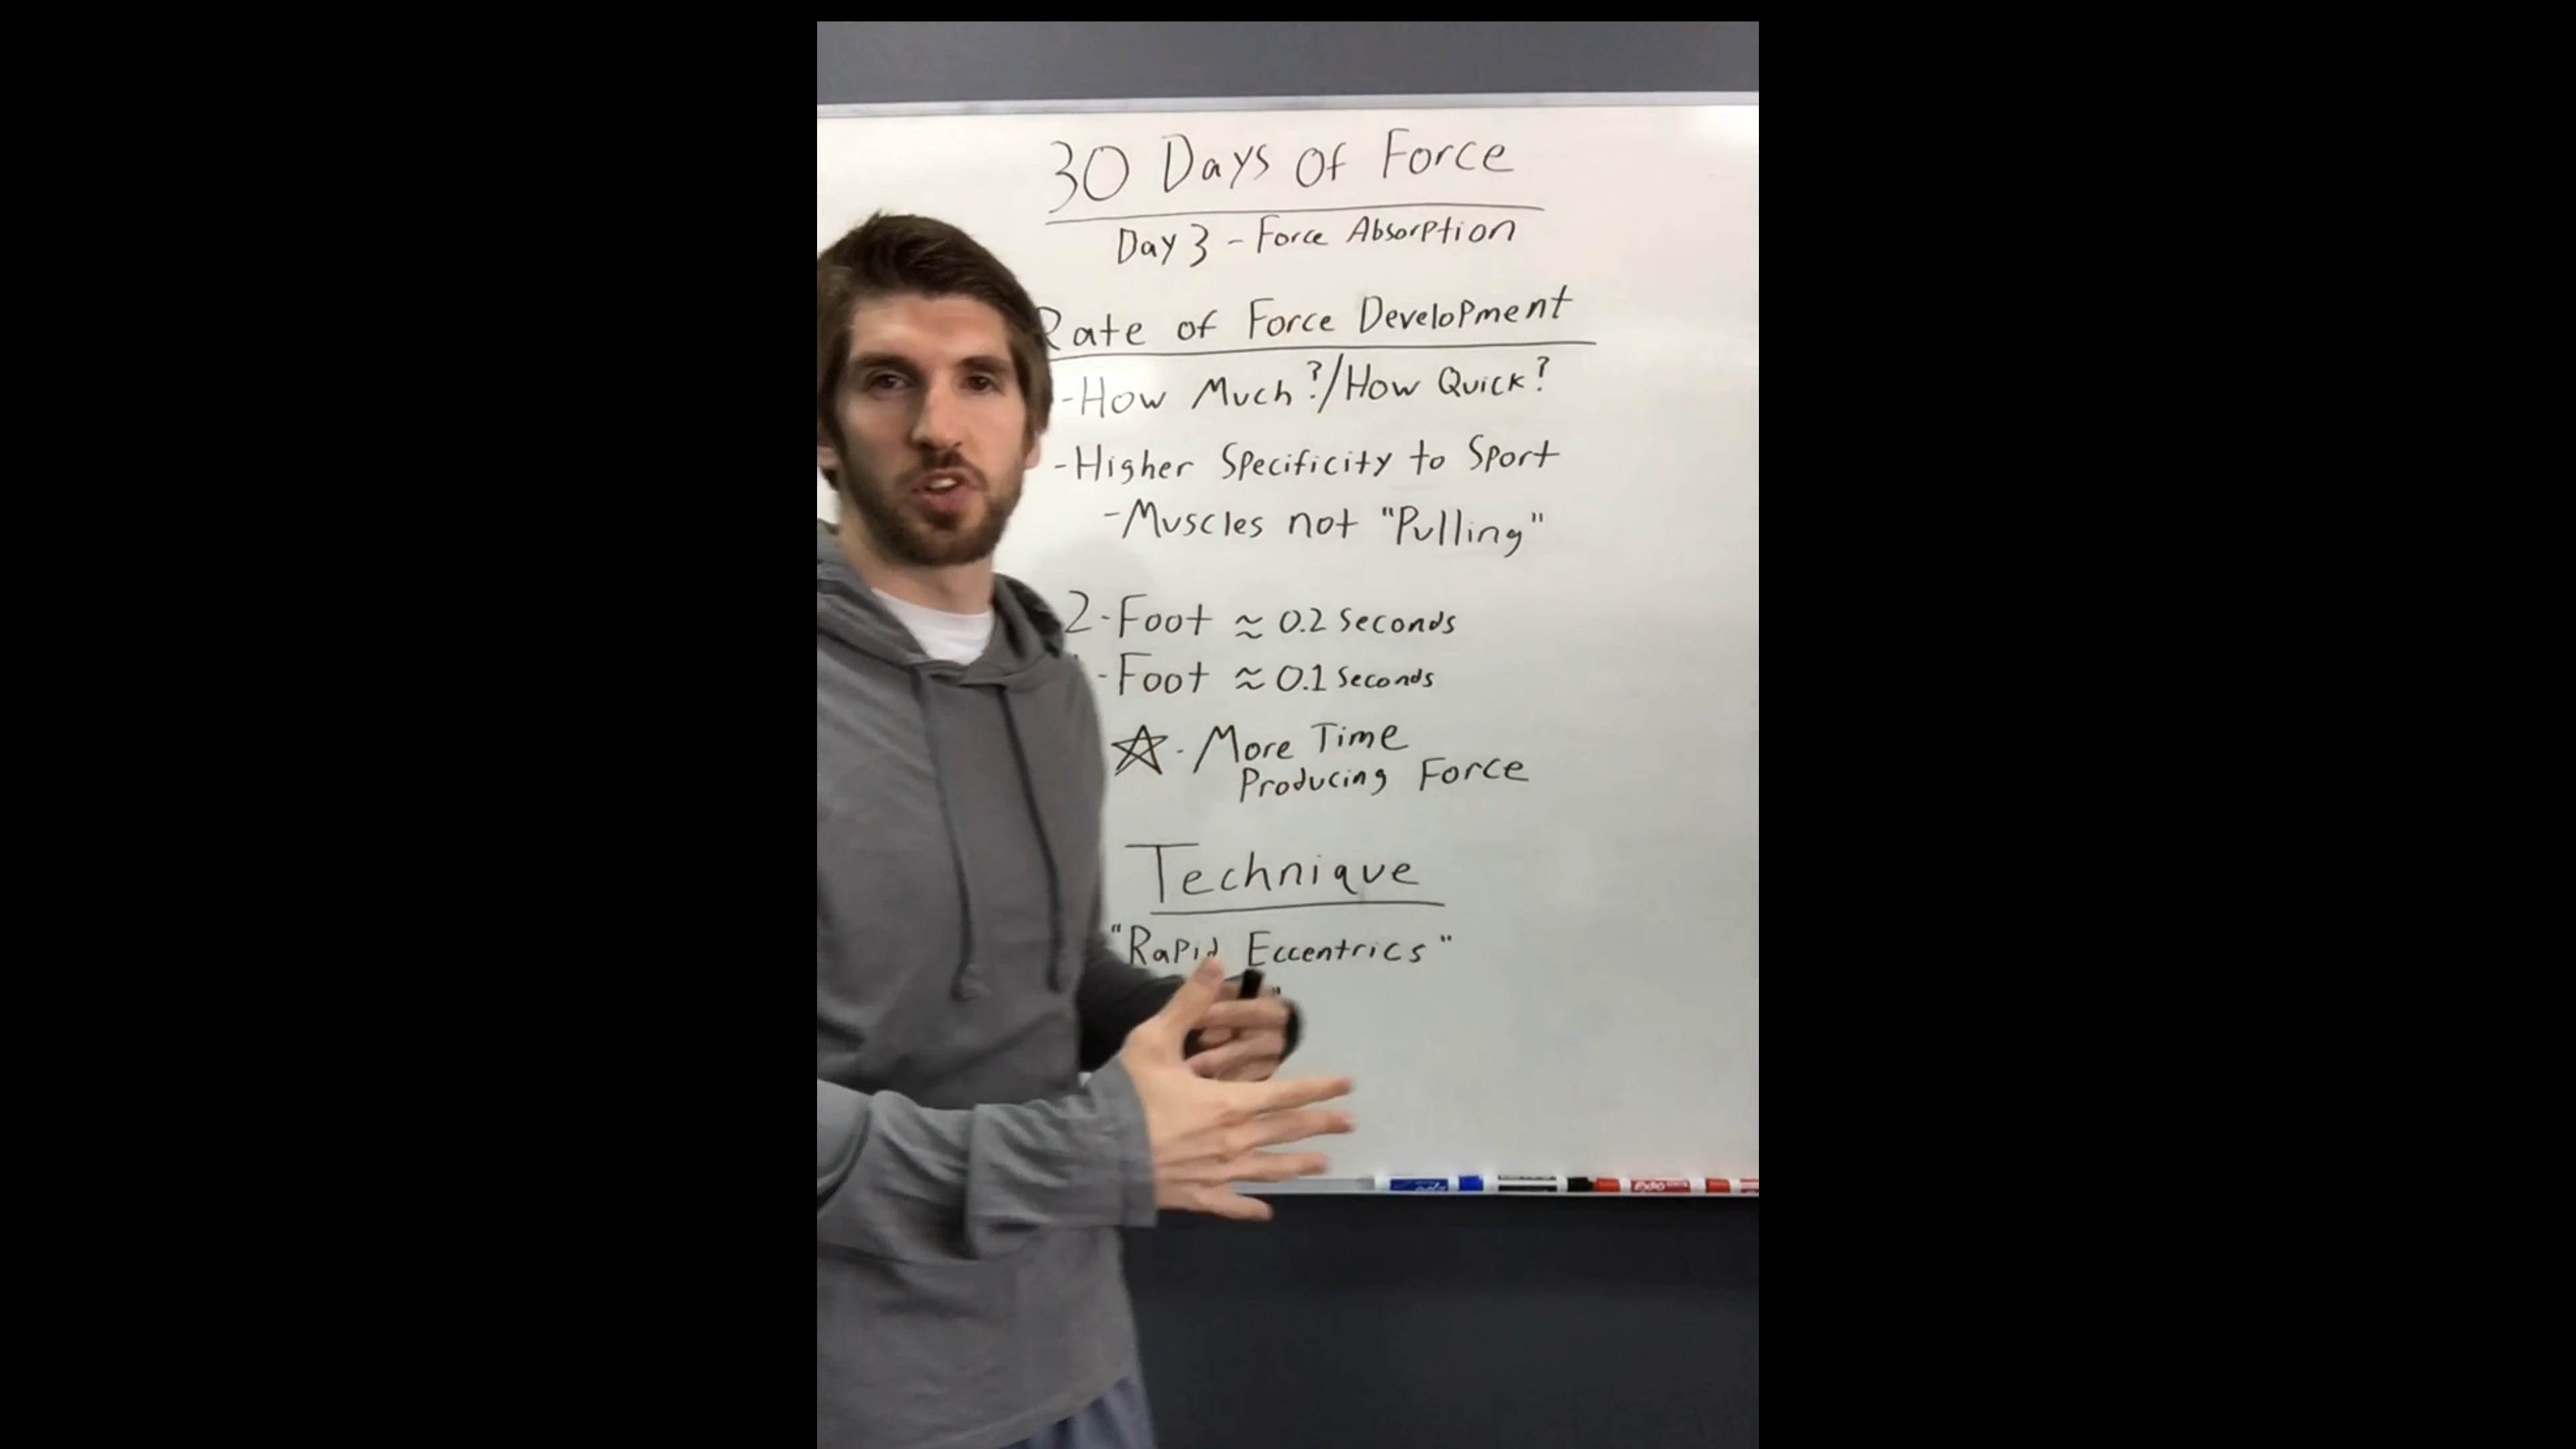 30 Days Of Force
Day 3 - Force Absorption
Rate of Force Development
- How Much?/How Quick?
- Higher Specificity to Sport
- Muscles not "Pulling"
2-Foot ≈ 0.2 Seconds
- Foot ≈ 0.1 Seconds
☆ - More Time
Producing Force
Technique
"Rapid Eccentrics"
"
EXPO